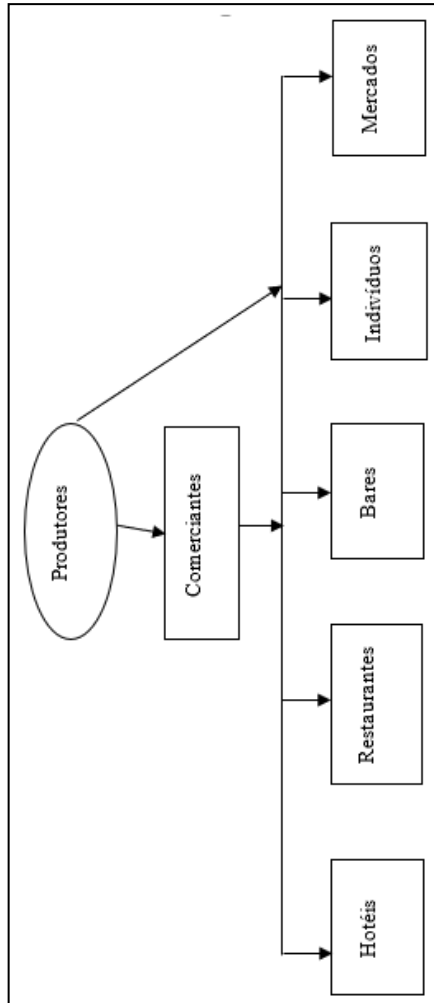 Produtores
Comerciantes
Hotéis
Restaurantes
Bares
Indivíduos
Mercados